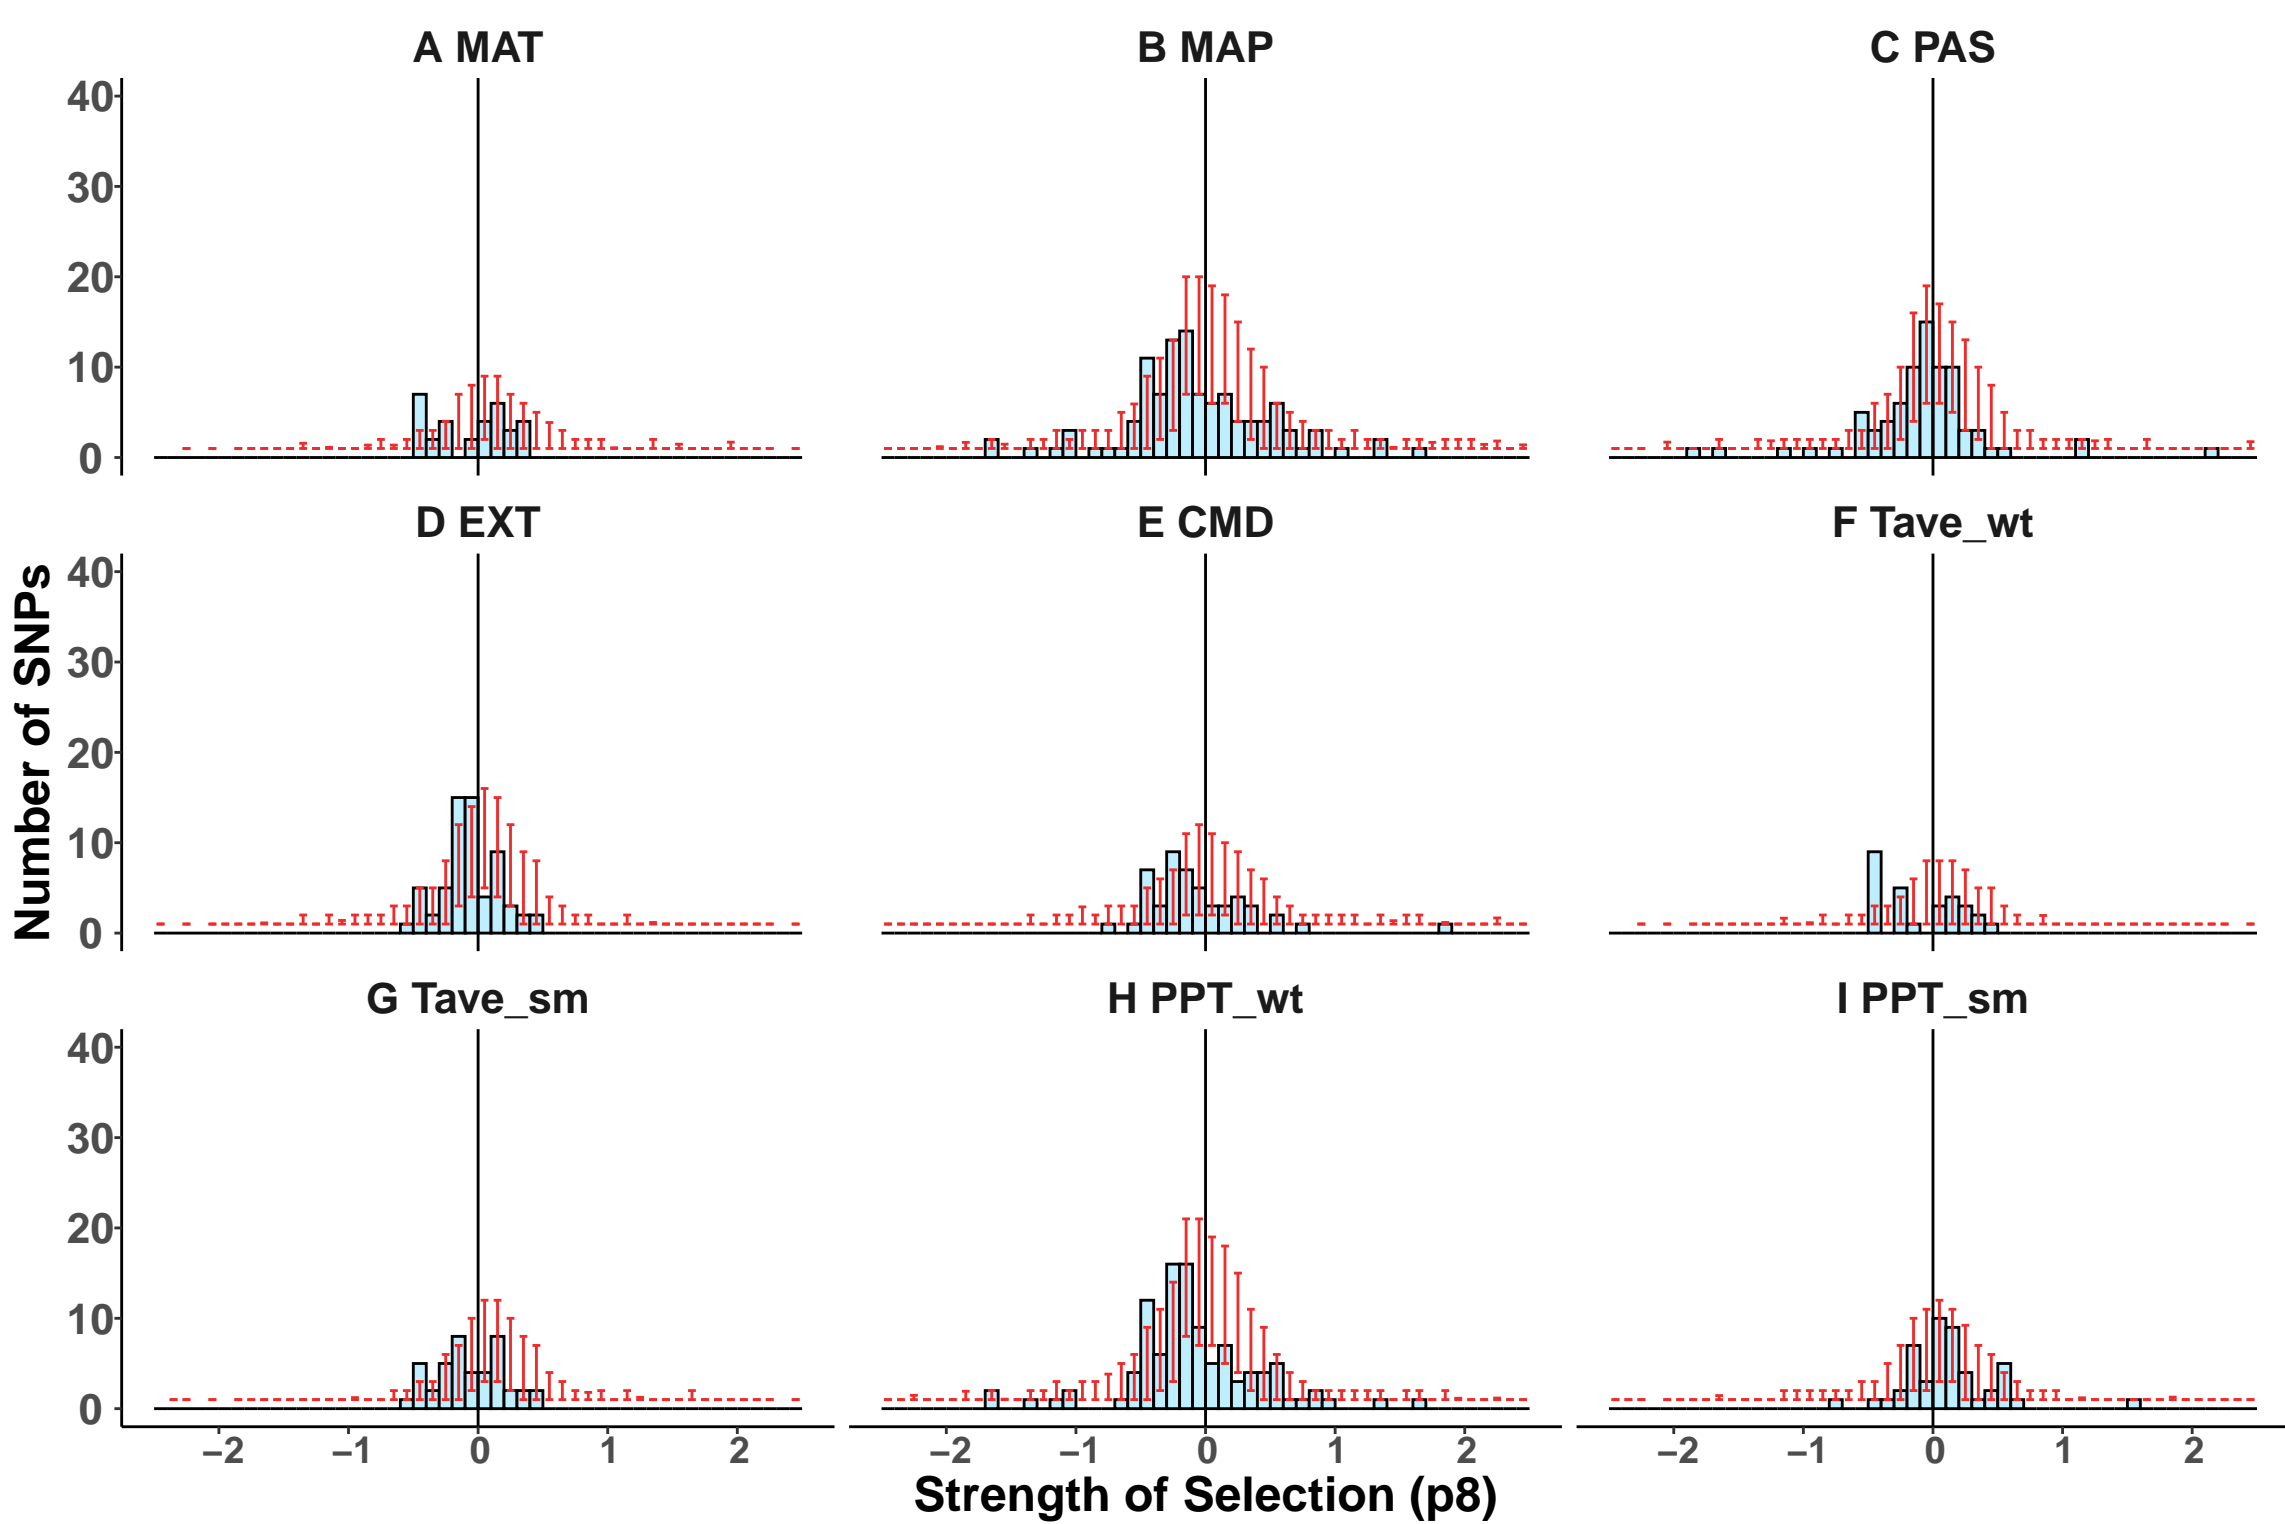 A MAT B MAP C PAS
40
30
20
10
0
D EXT E CMD F Tave_wt
40
30
20
10
0
Number of SNPs
G Tave_sm H PPT_wt I PPT_sm
40
30
20
10
0
−2 −1 0 1 2 −2 −1 0 1 2 −2 −1 0 1 2
Strength of Selection (p8)